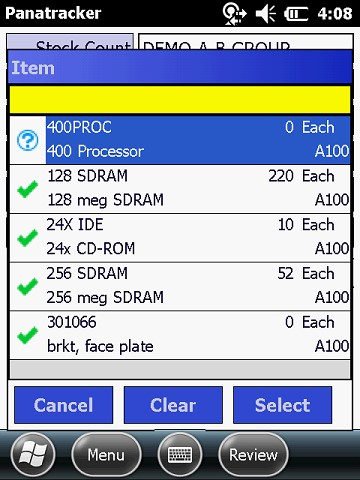 Panatracker 4:08
Stock Count DEMO-A-B-GROUP
Item
400PROC 0 Each
400 Processor A100
128 SDRAM 220 Each
128 meg SDRAM A100
24X IDE 10 Each
24x CD-ROM A100
256 SDRAM 52 Each
256 meg SDRAM A100
301066 0 Each
brkt, face plate A100
Cancel Clear Select
Menu Review